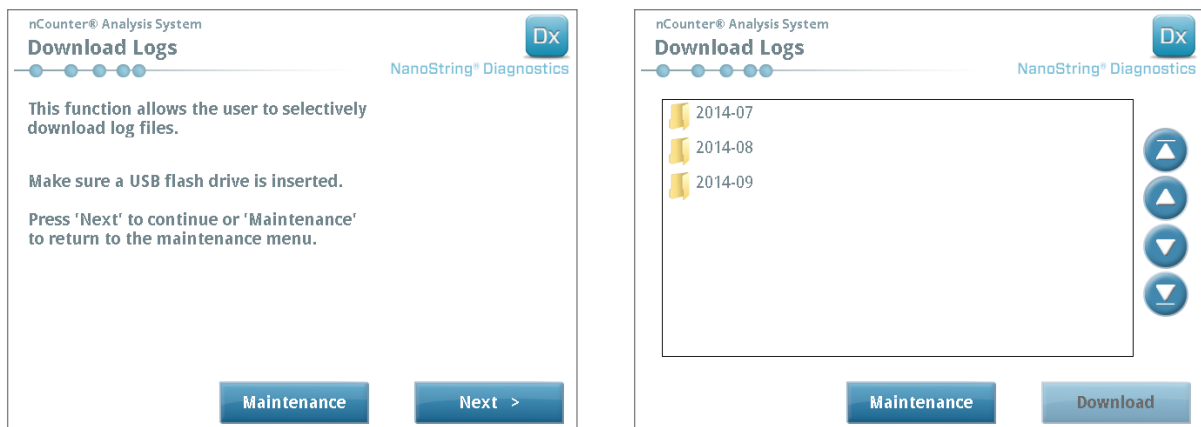 nCounter® Analysis System
Download Logs
Dx
NanoString® Diagnostics
This function allows the user to selectively
download log files.
Make sure a USB flash drive is inserted.
Press 'Next' to continue or 'Maintenance'
to return to the maintenance menu.
Maintenance
Next >
nCounter® Analysis System
Download Logs
Dx
NanoString® Diagnostics
2014-07
2014-08
2014-09
Maintenance
Download